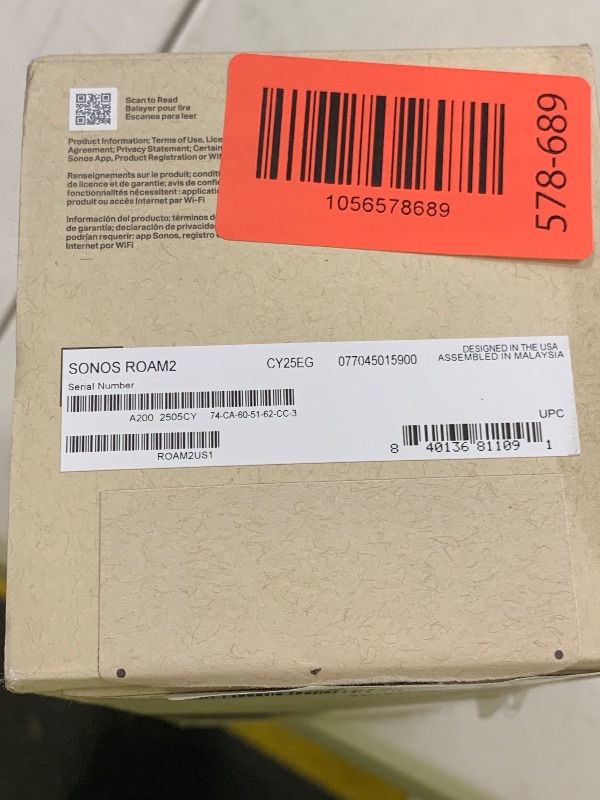 Scan to Read
Balayer pour lire
Escanea para leer
Product Information; Terms of Use, Lice
Agreement; Privacy Statement; Certain
Sonos App, Product Registration or Wif
Renseignements sur le produit; conditi
de licence et de garantie; avis de confi
fonctionnalités nécessitent : applicati
produit ou accès Internet par Wi-Fi
Información del producto; términos d
de garantía; declaración de privacida
podrían requerir: app Sonos, registro
Internet por WiFi
1056578689
578-689
SONOS ROAM2
CY25EG
077045015900
DESIGNED IN THE USA
ASSEMBLED IN MALAYSIA
Serial Number
A200 2505CY 74-CA-60-51-62-CC-3
ROAM2US1
UPC
8 40136 81109 1